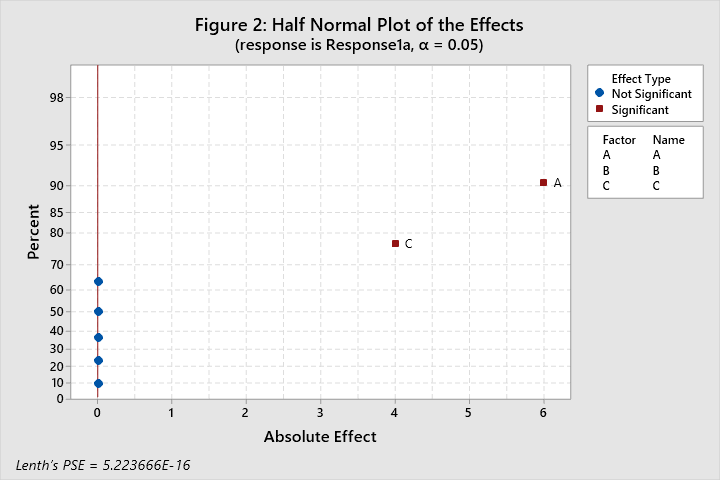 Figure 2: Half Normal Plot of the Effects
(response is Response1a, α = 0.05)
98
95
90
85
80
70
60
50
40
30
20
10
0
Percent
A
C
0 1 2 3 4 5 6
Absolute Effect
Effect Type
Not Significant
Significant
Factor Name
A A
B B
C C
Lenth's PSE = 5.223666E-16